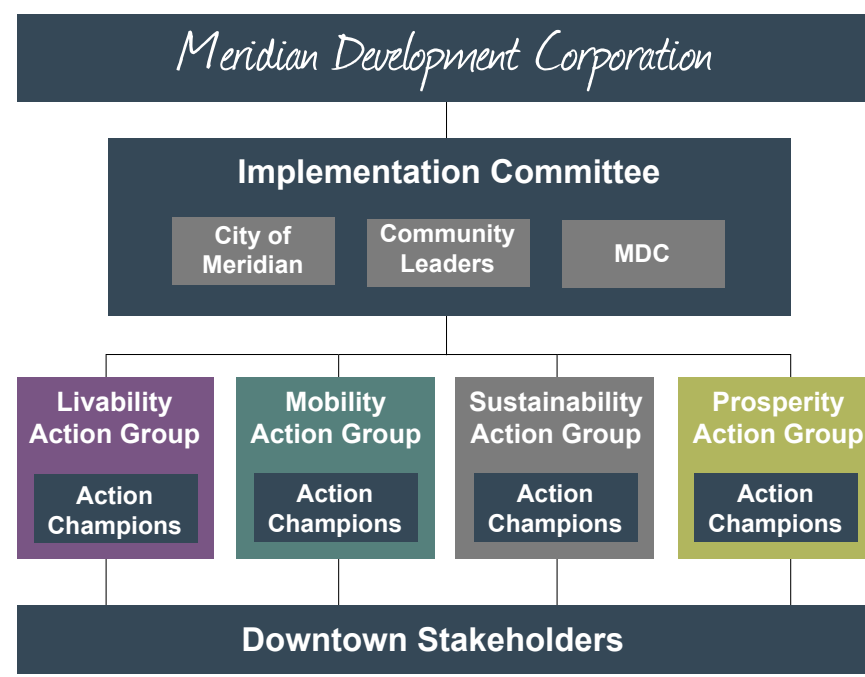 Meridian Development Corporation
Implementation Committee
City of
Meridian
Community
Leaders
MDC
Livability
Action Group
Action
Champions
Mobility
Action Group
Action
Champions
Sustainability
Action Group
Action
Champions
Prosperity
Action Group
Action
Champions
Downtown Stakeholders